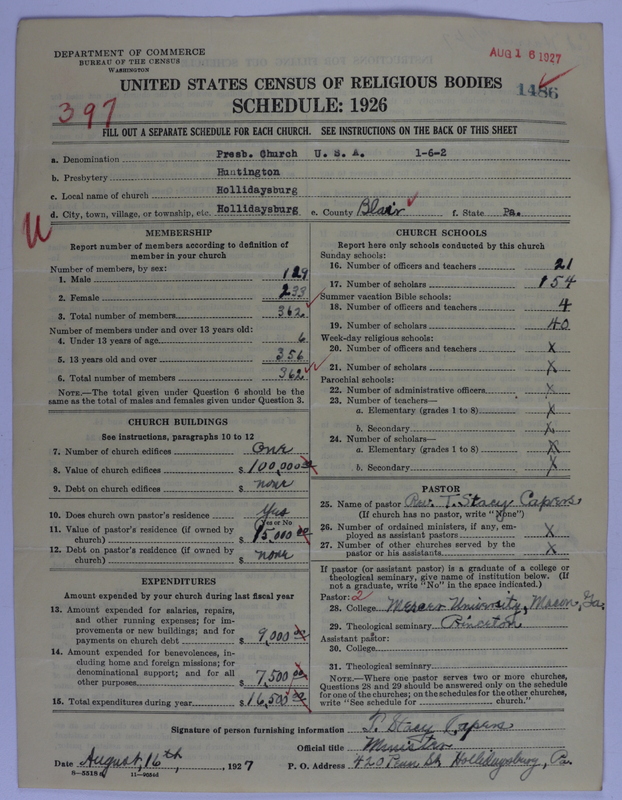 DEPARTMENT OF COMMERCE
BUREAU OF THE CENSUS
WASHINGTON
AUG 16 1927
UNITED STATES CENSUS OF RELIGIOUS BODIES
SCHEDULE: 1926
1486
397
FILL OUT A SEPARATE SCHEDULE FOR EACH CHURCH. SEE INSTRUCTIONS ON THE BACK OF THIS SHEET
a. Denomination Presb. Church U. S. A. 1-6-2
b. Presbytery Huntington
c. Local name of church Hollidaysburg
d. City, town, village, or township, etc. Hollidaysburg e. County Blair f. State Pa.
U
MEMBERSHIP
Report number of members according to definition of
member in your church
Number of members, by sex:
1. Male 129
2. Female 233
3. Total number of members 362
Number of members under and over 13 years old:
4. Under 13 years of age 6
5. 13 years old and over 356
6. Total number of members 362
NOTE.—The total given under Question 6 should be
same as the total of males and females given under Question 3.
CHURCH BUILDINGS
See instructions, paragraphs 10 to 12
7. Number of church edifices One
8. Value of church edifices $ 100,000.00
9. Debt on church edifices $ none
10. Does church own pastor's residence Yes
(Yes or No
11. Value of pastor's residence (if owned by
church) $ 15,000.00
12. Debt on pastor's residence (if owned by
church) $ none
EXPENDITURES
Amount expended by your church during last fiscal year
13. Amount expended for salaries, repairs,
and other running expenses; for im-
provements or new buildings; and for
payments on church debt $ 9,000.00
14. Amount expended for benevolences, in-
cluding home and foreign missions; for
denominational support; and for all
other purposes $ 7,500.00
15. Total expenditures during year $ 16,500.00
CHURCH SCHOOLS
Report here only schools conducted by this church
Sunday schools:
16. Number of officers and teachers 21
17. Number of scholars 154
Summer vacation Bible schools:
18. Number of officers and teachers 4
19. Number of scholars 40
Week-day religious schools:
20. Number of officers and teachers X
21. Number of scholars X
Parochial schools:
22. Number of administrative officers X
23. Number of teachers—
a. Elementary (grades 1 to 8) X
b. Secondary X
24. Number of scholars—
a. Elementary (grades 1 to 8) X
b. Secondary X
PASTOR
25. Name of pastor Rev. T. Stacy Capers
(If church has no pastor, write "None")
26. Number of ordained ministers, if any, em-
ployed as assistant pastors X
27. Number of other churches served by the
pastor or his assistants X
If pastor (or assistant pastor) is a graduate of a college or
theological seminary, give name of institution below. (If
not a graduate, write "No" in the space indicated.)
Pastor: 2
28. College Mercer University, Macon, Ga.
29. Theological seminary Princeton
Assistant pastor:
30. College
31. Theological seminary
NOTE.—Where one pastor serves two or more churches,
Questions 28 and 29 should be answered only on the schedule
for one of the churches; on the schedules for the other churches,
write "See schedule for church."
Signature of person furnishing information T. Stacy Capers
Official title Minister
Date August, 16th, 1927 P. O. Address 420 Penn St. Hollidaysburg, Pa.